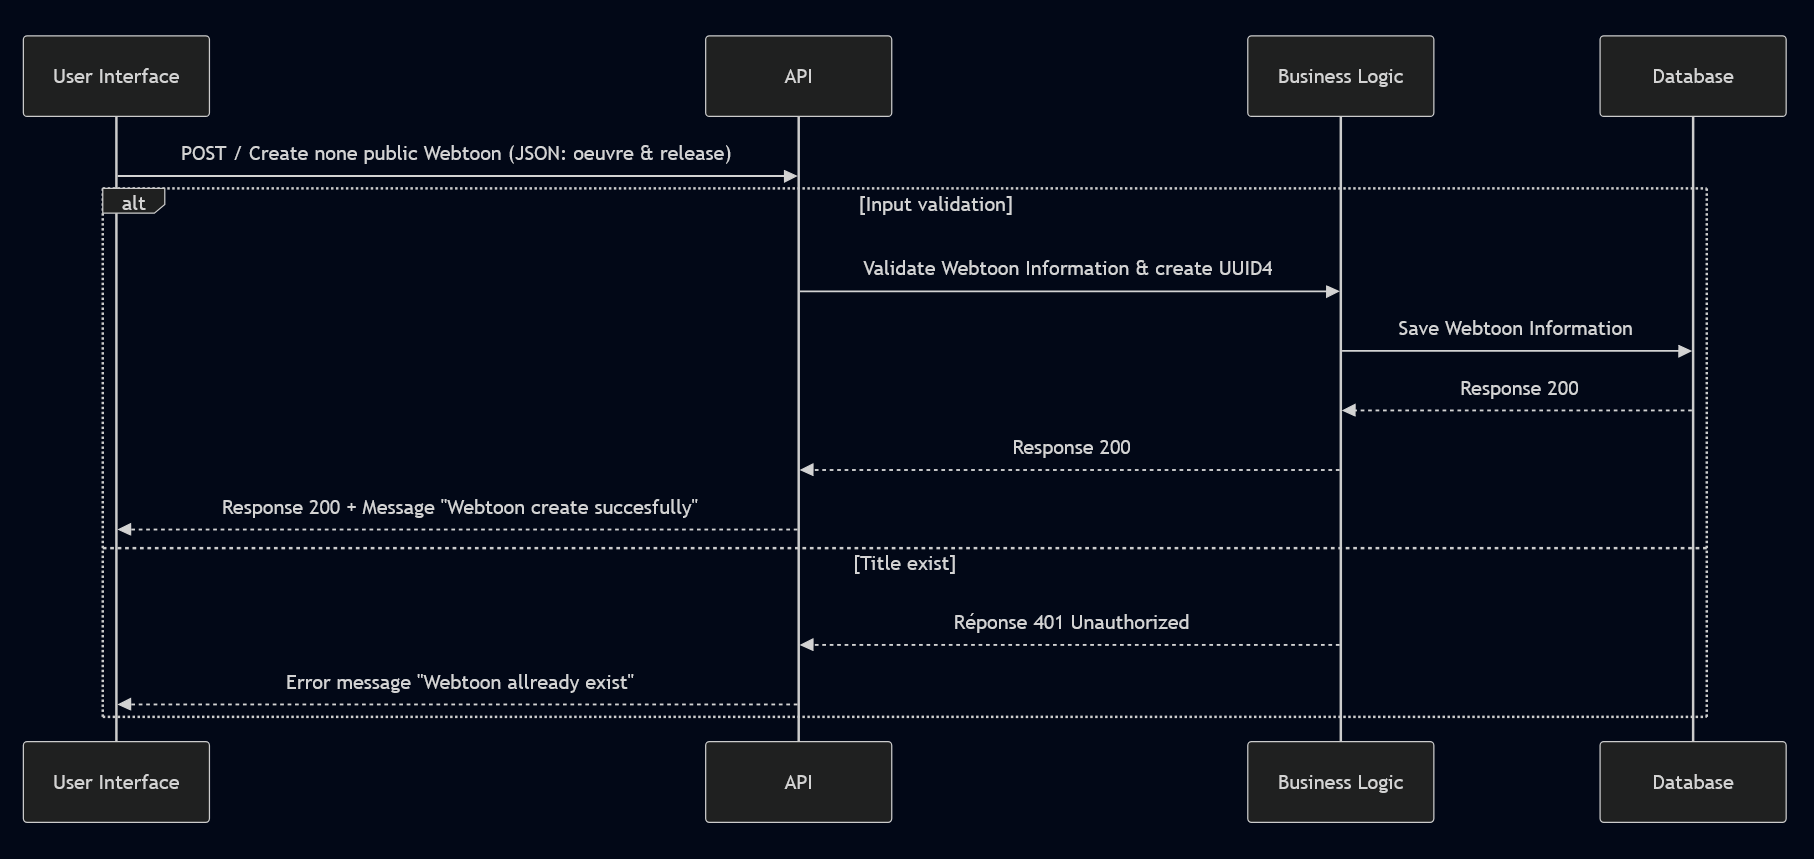 User Interface
API
Business Logic
Database
POST / Create none public Webtoon (JSON: oeuvre & release)
alt
[Input validation]
Validate Webtoon Information & create UUID4
Save Webtoon Information
Response 200
Response 200
Response 200 + Message "Webtoon create succesfully"
[Title exist]
Réponse 401 Unauthorized
Error message "Webtoon allready exist"
User Interface
API
Business Logic
Database